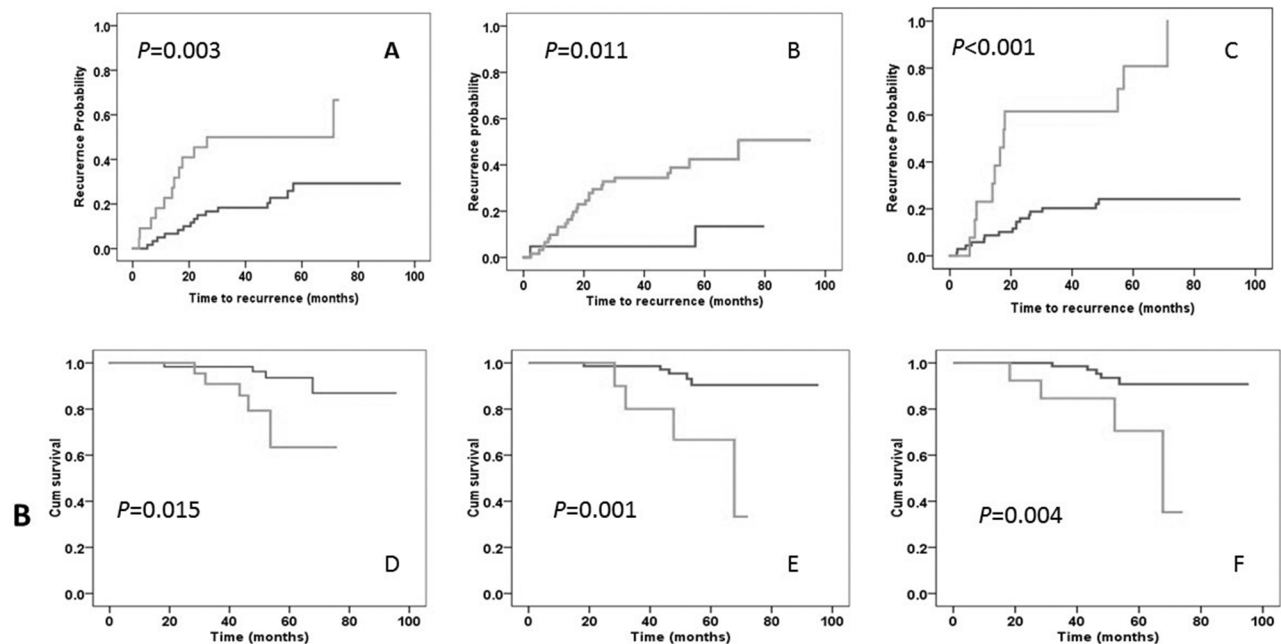 P=0.003
A
1.0
0.8
0.6
0.4
0.2
0.0
Recurernce Probability
0 20 40 60 80 100
Time to recurrence (months)
P=0.011
B
1.0
0.8
0.6
0.4
0.2
0.0
Recurrence probability
0 20 40 60 80 100
Time to recurrence (months)
P<0.001
C
1.0
0.8
0.6
0.4
0.2
0.0
Recurrence Probability
0 20 40 60 80 100
Time to recurrence (months)
B
1.0
0.8
0.6
0.4
0.2
0.0
Cum survival
P=0.015
D
0 20 40 60 80 100
Time (months)
1.0
0.8
0.6
0.4
0.2
0.0
Cum survival
P=0.001
E
0 20 40 60 80 100
Time (months)
1.0
0.8
0.6
0.4
0.2
0.0
Cum survival
P=0.004
F
0 20 40 60 80 100
Time (months)